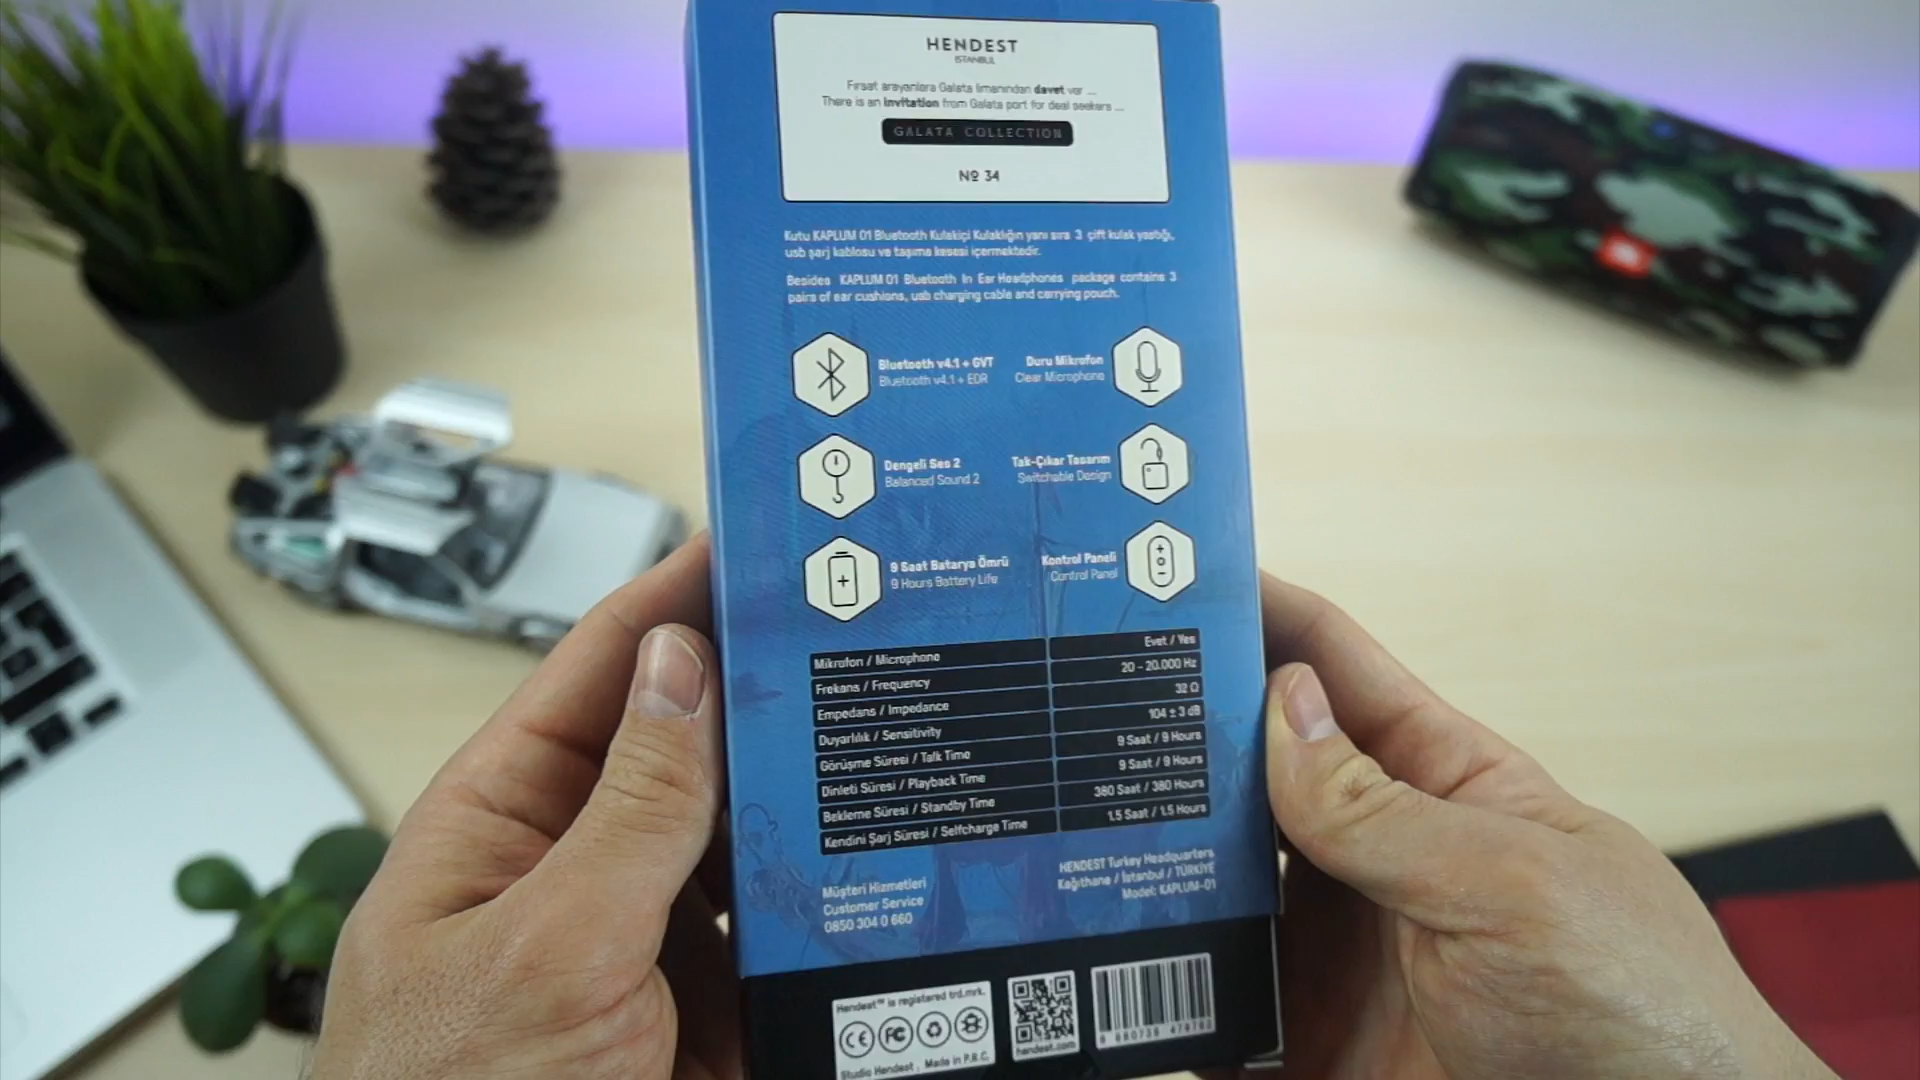 HENDEST
ISTANBUL
Fırsat arayanlara Galata limanından davet var ...
There is an invitation from Galata port for deal seekers ...
GALATA COLLECTION
Nº 34
Kutu KAPLUM 01 Bluetooth Kulakiçi Kulaklığın yanı sıra 3 çift kulak yastığı,
usb şarj kablosu ve taşıma kesesi içermektedir.
Besides KAPLUM 01 Bluetooth In Ear Headphones package contains 3
pairs of ear cushions, usb charging cable and carrying pouch.
Bluetooth v4.1 + GVT
Bluetooth v4.1 + EDR
Duru Mikrofon
Clear Microphone
Dengeli Ses 2
Balanced Sound 2
Tak-Çıkar Tasarım
Switchable Design
9 Saat Batarya Ömrü
9 Hours Battery Life
Kontrol Paneli
Control Panel
Mikrofon / Microphone Evet / Yes
Frekans / Frequency 20 - 20.000 Hz
Empedans / Impedance 32 Ω
Duyarlılık / Sensitivity 104 ± 3 dB
Görüşme Süresi / Talk Time 9 Saat / 9 Hours
Dinleti Süresi / Playback Time 9 Saat / 9 Hours
Bekleme Süresi / Standby Time 380 Saat / 380 Hours
Kendini Şarj Süresi / Selfcharge Time 1.5 Saat / 1.5 Hours
Müşteri Hizmetleri
Customer Service
0850 304 0 660
HENDEST Turkey Headquarters
Kağıthane / İstanbul / TÜRKİYE
Model: KAPLUM-01
Hendest™ is registered trd.mrk.
CE FC
Studio Hendest , Made in P.R.C.
hendest.com